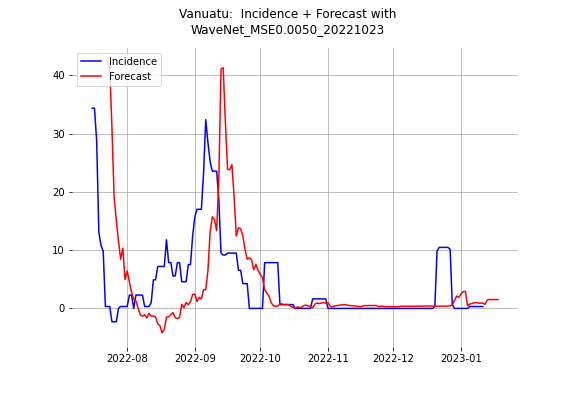 Vanuatu:  Incidence + Forecast with
WaveNet_MSE0.0050_20221023
Incidence
Forecast
40
30
20
10
0
2022-08 2022-09 2022-10 2022-11 2022-12 2023-01